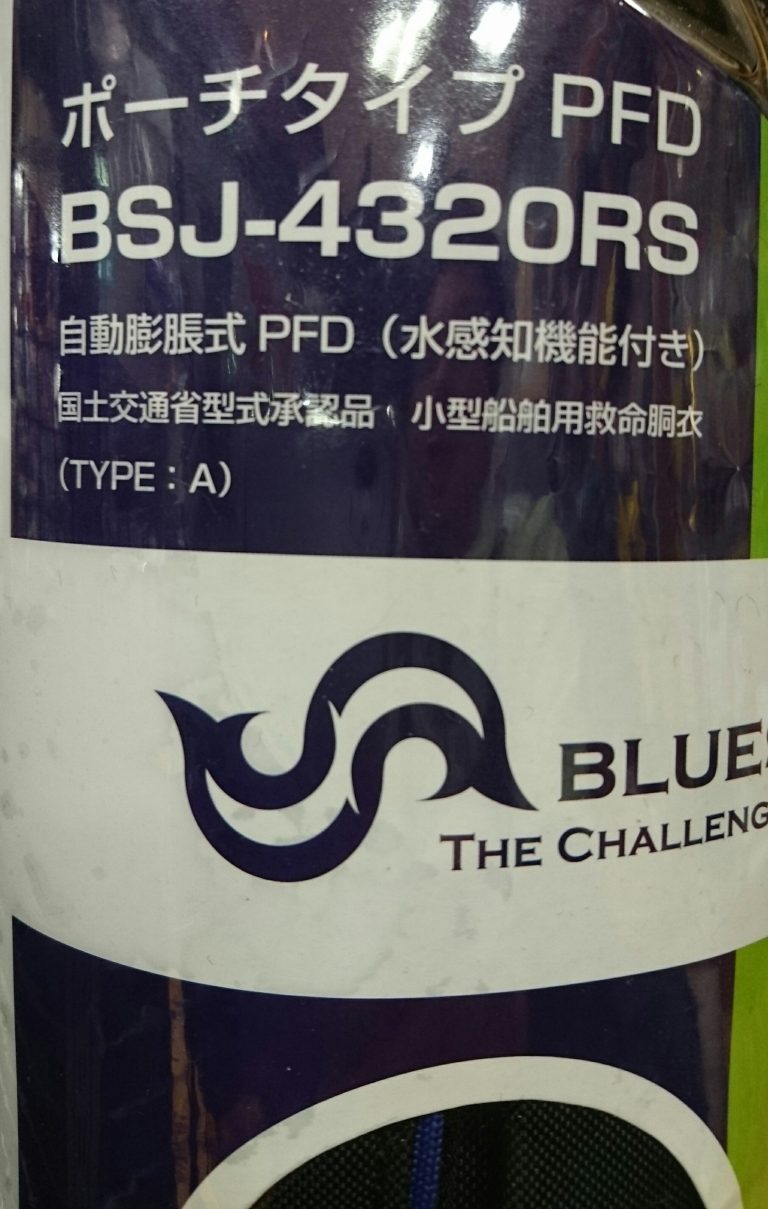 ポーチタイプ PFD
BSJ-4320RS
自動膨脹式 PFD（水感知機能付き）
国土交通省型式承認品　小型船舶用救命胴衣
（TYPE：A）
BLUES
THE CHALLENG